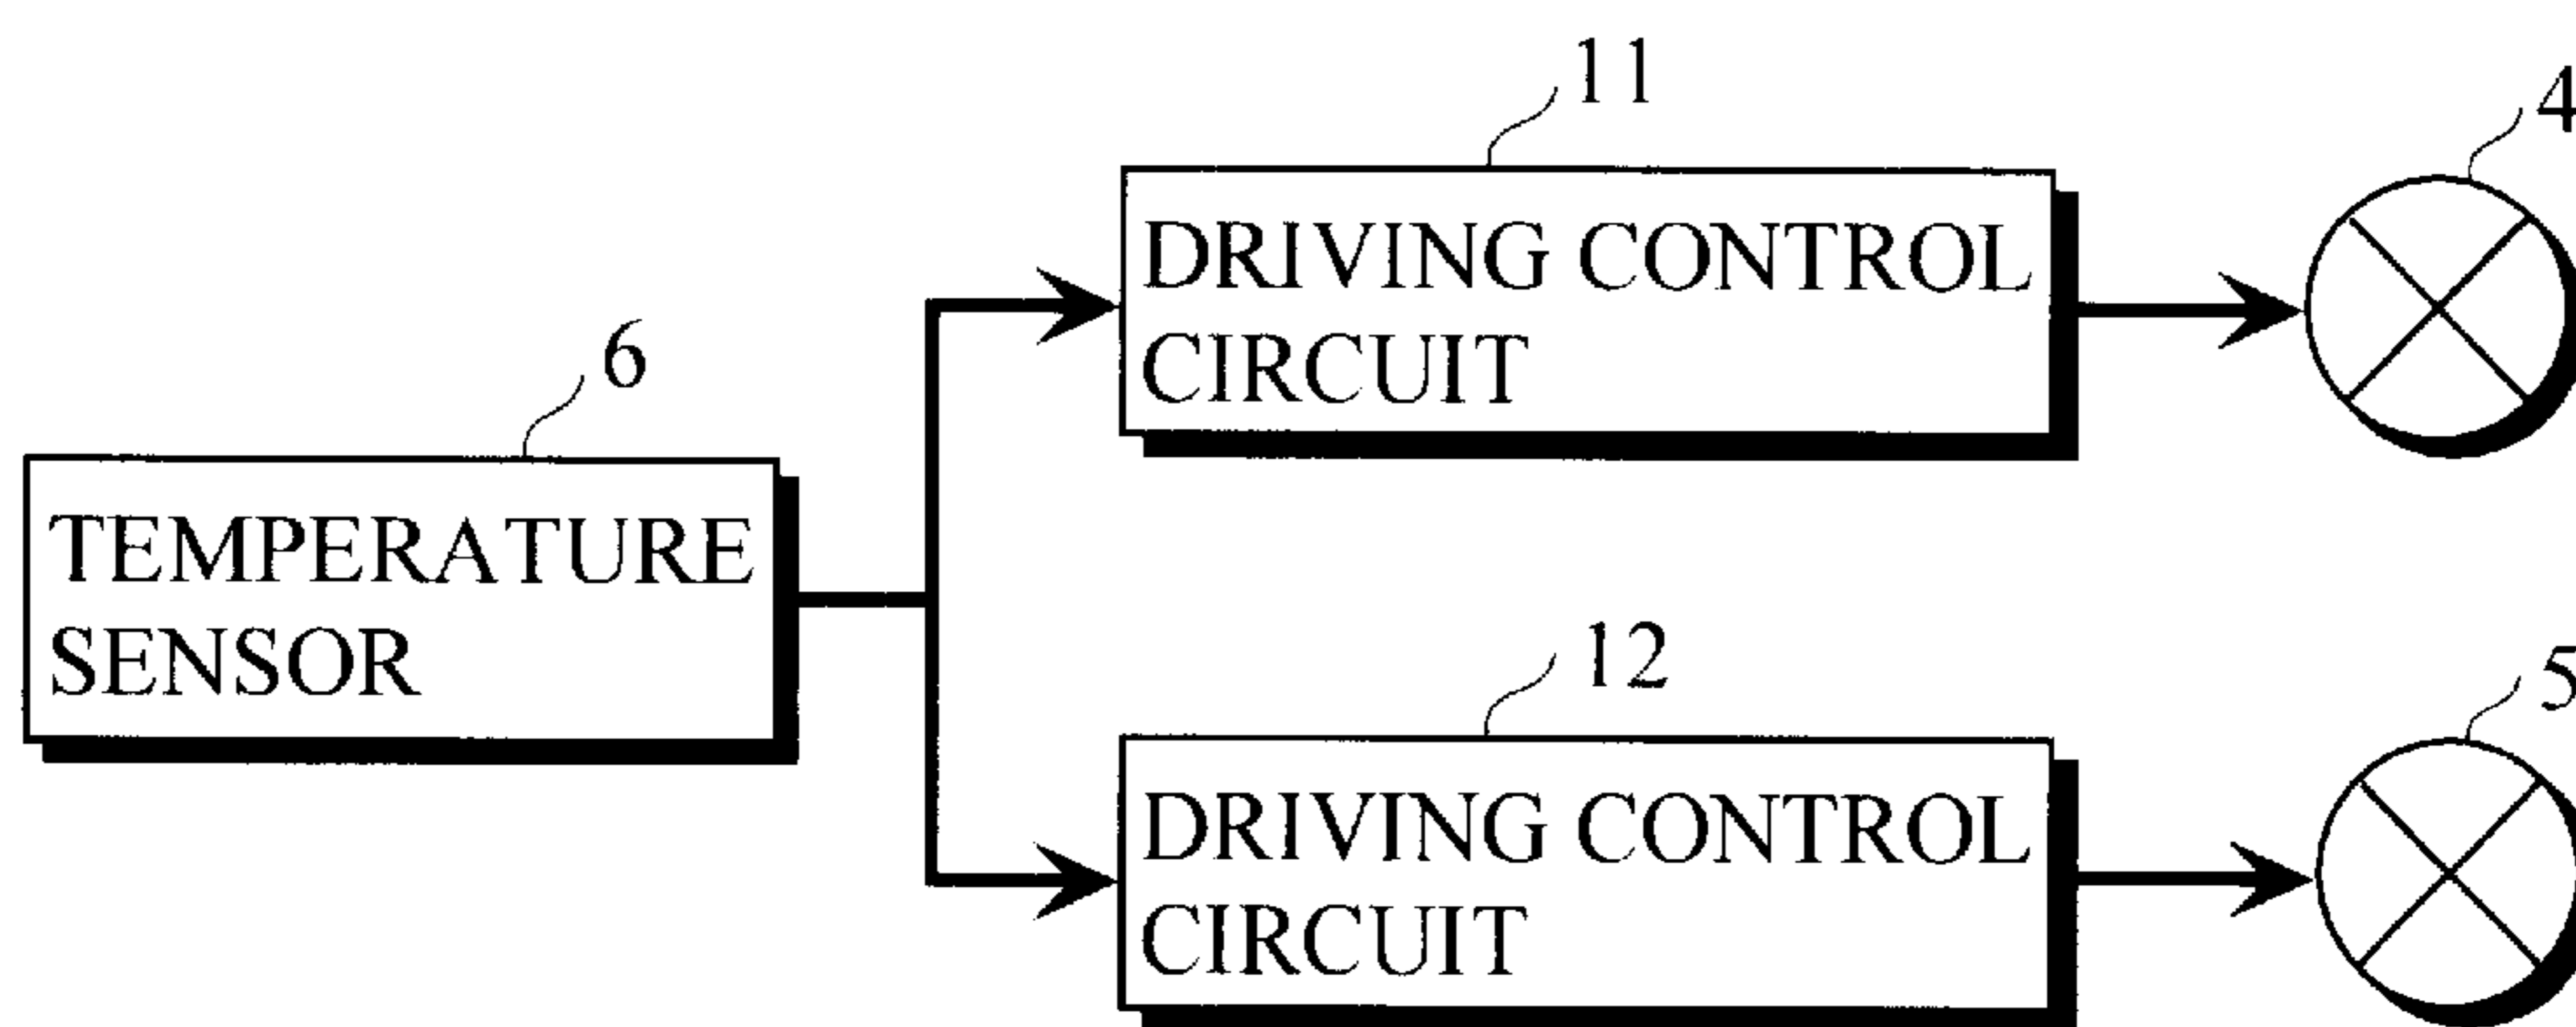 11
4
DRIVING CONTROL
CIRCUIT
6
TEMPERATURE
SENSOR
12
5
DRIVING CONTROL
CIRCUIT